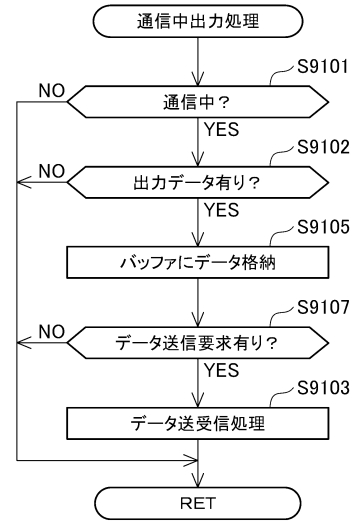 通信中出力処理
S9101
NO
通信中？
YES
S9102
NO
出力データ有り？
YES
S9105
バッファにデータ格納
S9107
NO
データ送信要求有り？
YES
S9103
データ送受信処理
RET